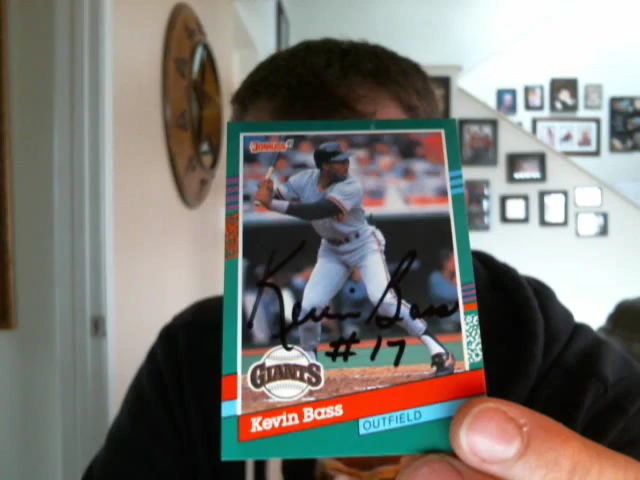 DONRUSS
Kevin Bass
#17
GIANTS
Kevin Bass
OUTFIELD